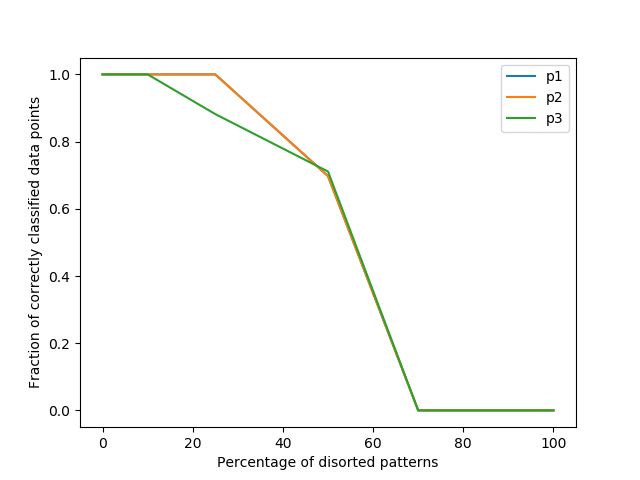 p1
p2
p3
1.0
0.8
0.6
0.4
0.2
0.0
Fraction of correctly classified data points
0 20 40 60 80 100
Percentage of disorted patterns